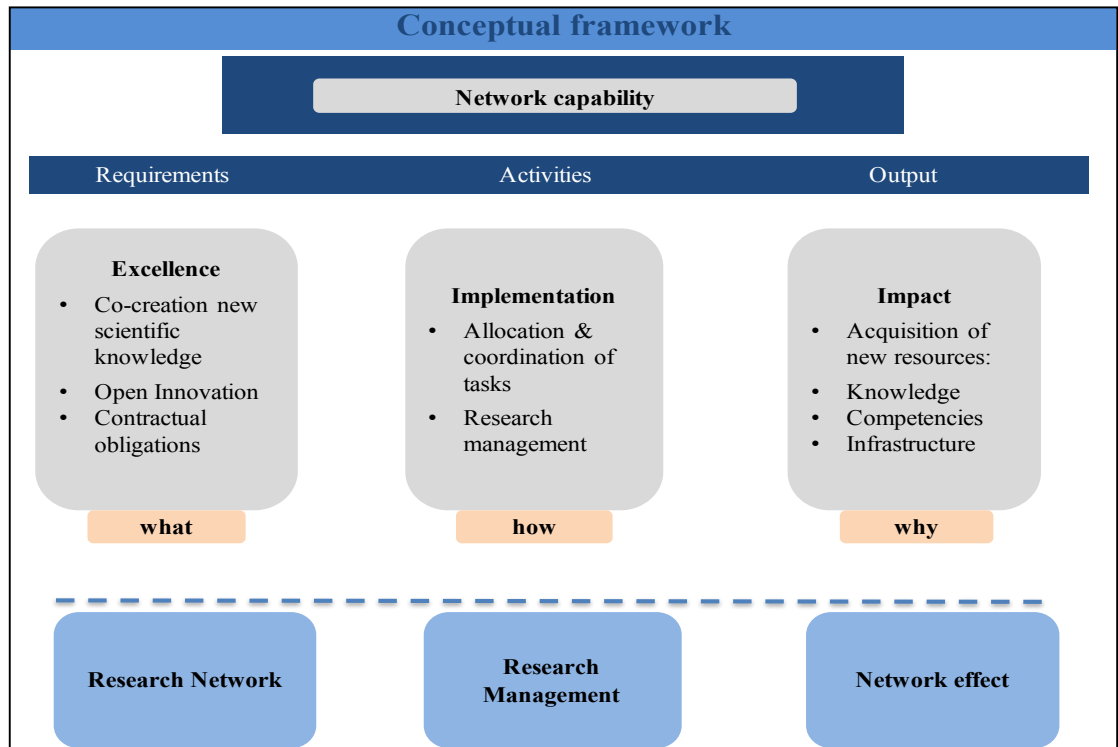 Conceptual framework
Network capability
Requirements
Activities
Output
Excellence
• Co-creation new
scientific
knowledge
• Open Innovation
• Contractual
obligations
what
Implementation
• Allocation &
coordination of
tasks
• Research
management
how
Impact
• Acquisition of
new resources:
• Knowledge
• Competencies
• Infrastructure
why
Research Network
Research
Management
Network effect